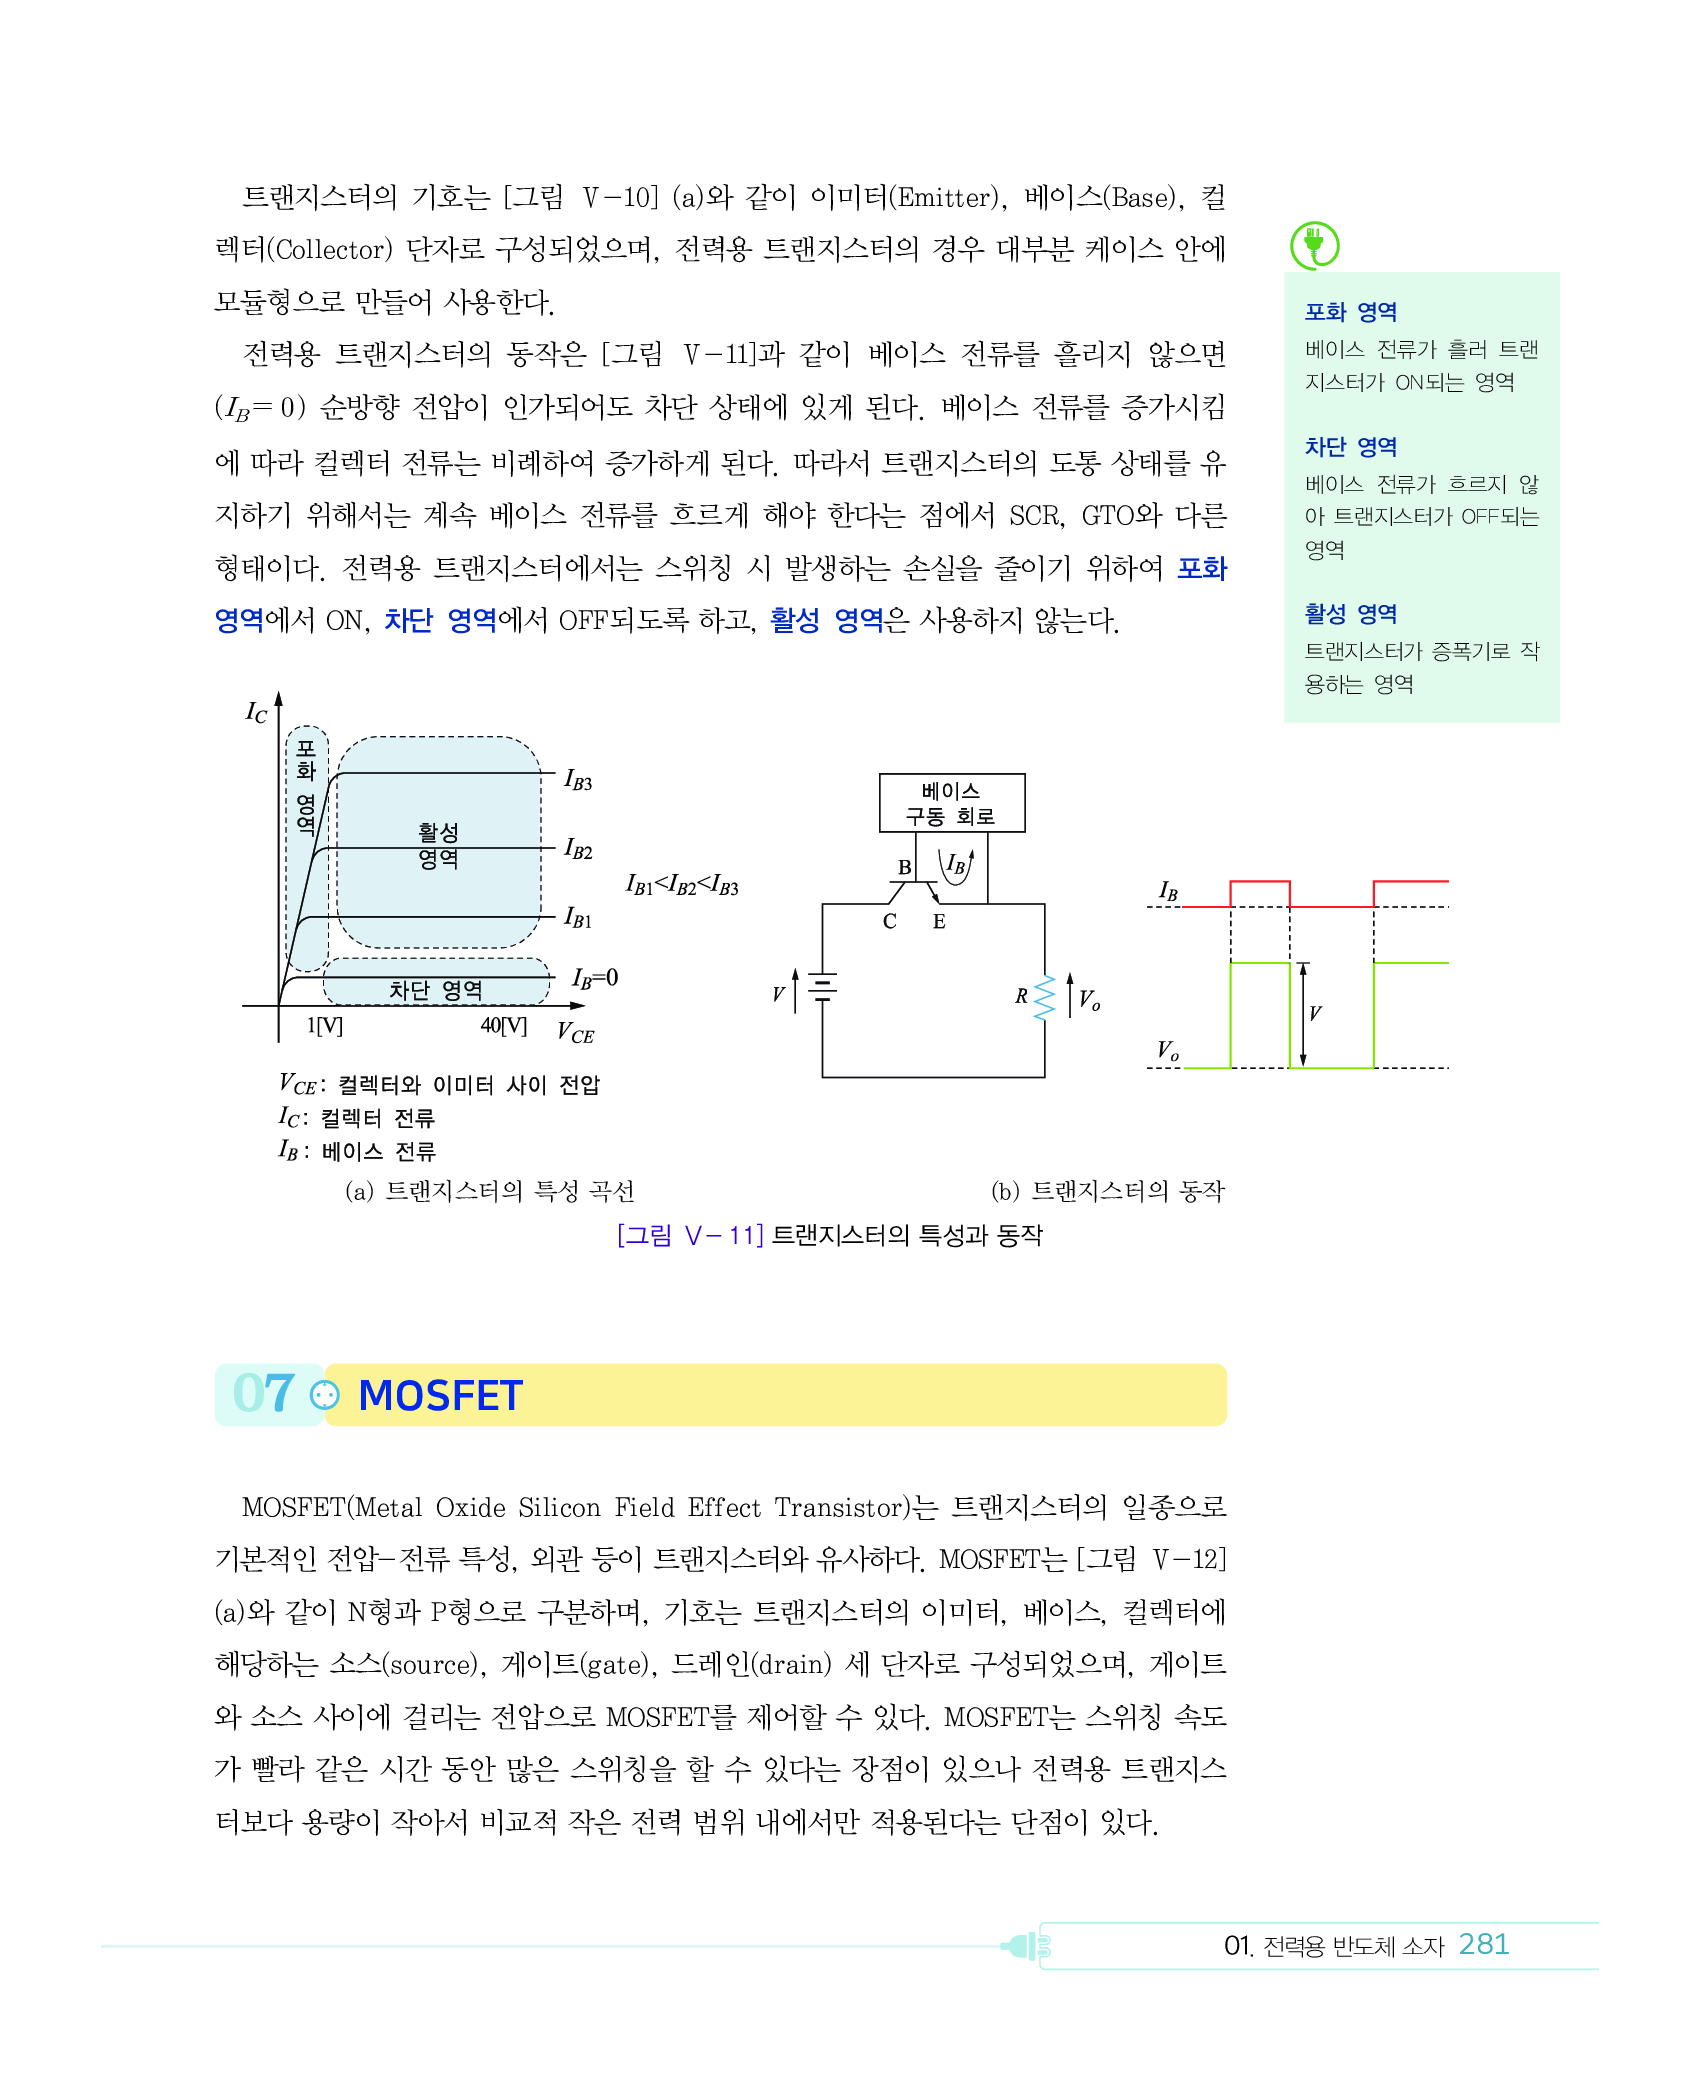 트랜지스터의 기호는 [그림 Ⅴ-10] (a)와 같이 이미터(Emitter), 베이스(Base), 컬
렉터(Collector) 단자로 구성되었으며, 전력용 트랜지스터의 경우 대부분 케이스 안에
모듈형으로 만들어 사용한다.
전력용 트랜지스터의 동작은 [그림 Ⅴ-11]과 같이 베이스 전류를 흘리지 않으면
(I_B= 0) 순방향 전압이 인가되어도 차단 상태에 있게 된다. 베이스 전류를 증가시킴
에 따라 컬렉터 전류는 비례하여 증가하게 된다. 따라서 트랜지스터의 도통 상태를 유
지하기 위해서는 계속 베이스 전류를 흐르게 해야 한다는 점에서 SCR, GTO와 다른
형태이다. 전력용 트랜지스터에서는 스위칭 시 발생하는 손실을 줄이기 위하여 포화
영역에서 ON, 차단 영역에서 OFF되도록 하고, 활성 영역은 사용하지 않는다.
포화 영역
베이스 전류가 흘러 트랜
지스터가 ON되는 영역
차단 영역
베이스 전류가 흐르지 않
아 트랜지스터가 OFF되는
영역
활성 영역
트랜지스터가 증폭기로 작
용하는 영역
I_C
포화 영역
활성
영역
차단 영역
I_B3
I_B2
I_B1
I_B=0
I_B1<I_B2<I_B3
1[V]
40[V]
V_CE
V_CE: 컬렉터와 이미터 사이 전압
I_C: 컬렉터 전류
I_B: 베이스 전류
(a) 트랜지스터의 특성 곡선
베이스
구동 회로
B
I_B
C
E
V
R
V_o
I_B
V
V_o
(b) 트랜지스터의 동작
[그림 Ⅴ-11] 트랜지스터의 특성과 동작
07 MOSFET
MOSFET(Metal Oxide Silicon Field Effect Transistor)는 트랜지스터의 일종으로
기본적인 전압-전류 특성, 외관 등이 트랜지스터와 유사하다. MOSFET는 [그림 Ⅴ-12]
(a)와 같이 N형과 P형으로 구분하며, 기호는 트랜지스터의 이미터, 베이스, 컬렉터에
해당하는 소스(source), 게이트(gate), 드레인(drain) 세 단자로 구성되었으며, 게이트
와 소스 사이에 걸리는 전압으로 MOSFET를 제어할 수 있다. MOSFET는 스위칭 속도
가 빨라 같은 시간 동안 많은 스위칭을 할 수 있다는 장점이 있으나 전력용 트랜지스
터보다 용량이 작아서 비교적 작은 전력 범위 내에서만 적용된다는 단점이 있다.
01. 전력용 반도체 소자 281